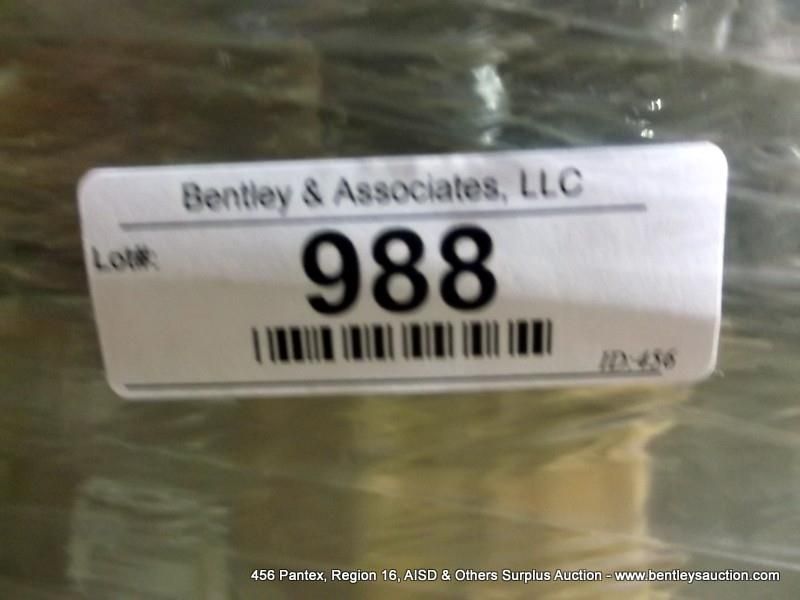 Bentley & Associates, LLC
Lot#:
988
ID:456
456 Pantex, Region 16, AISD & Others Surplus Auction - www.bentleysauction.com